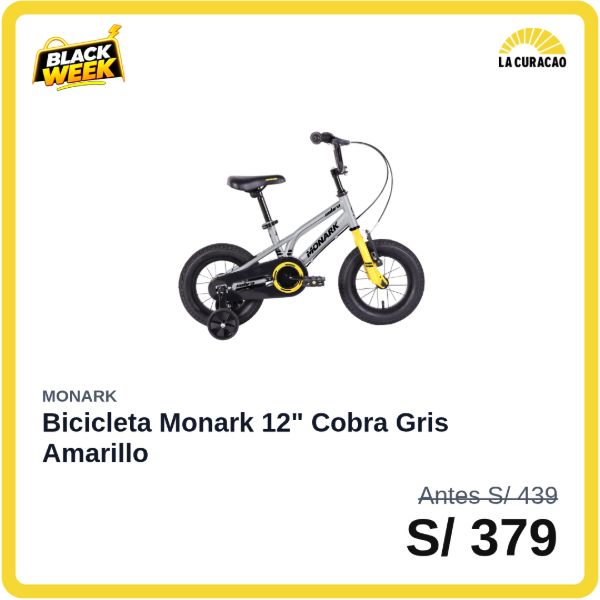 BLACK
WEEK
LA CURACAO
MONARK
MONARK
Bicicleta Monark 12" Cobra Gris
Amarillo
Antes S/ 439
S/ 379